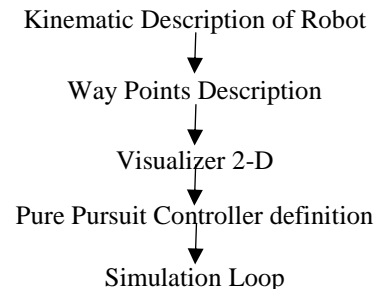 Kinematic Description of Robot
Way Points Description
Visualizer 2-D
Pure Pursuit Controller definition
Simulation Loop